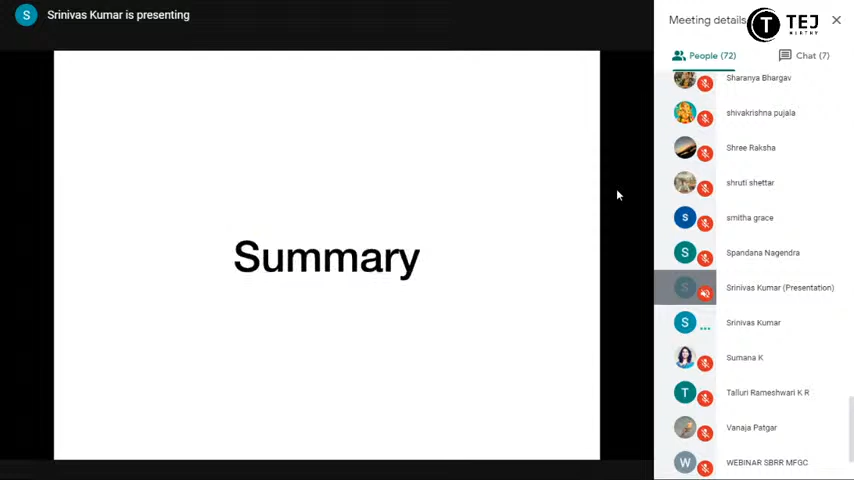 S Srinivas Kumar is presenting
Meeting details
TEJ
People (72)
Chat (7)
Summary
Sharanya Bhargav
shivakrishna pujala
Shree Raksha
shruti shettar
S smitha grace
S Spandana Nagendra
S Srinivas Kumar (Presentation)
S Srinivas Kumar
Sumana K
T Talluri Rameshwari K R
Vanaja Patgar
W WEBINAR SBRR MFGC